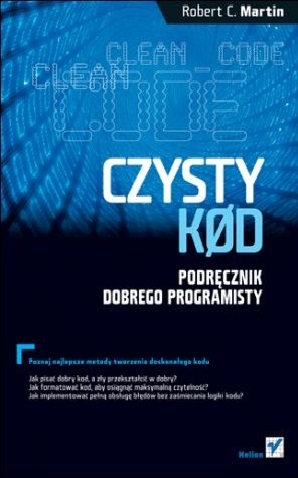 Robert C. Martin
CLEAN CODE
CLEAN
CODE
CZYSTY
KØD
PODRĘCZNIK
DOBREGO PROGRAMISTY
Poznaj najlepsze metody tworzenia doskonałego kodu
Jak pisać dobry kod, a zły przekształcić w dobry?
Jak formatować kod, aby osiągnąć maksymalną czytelność?
Jak implementować pełną obsługę błędów bez zaśmiecania logiki kodu?
Helion